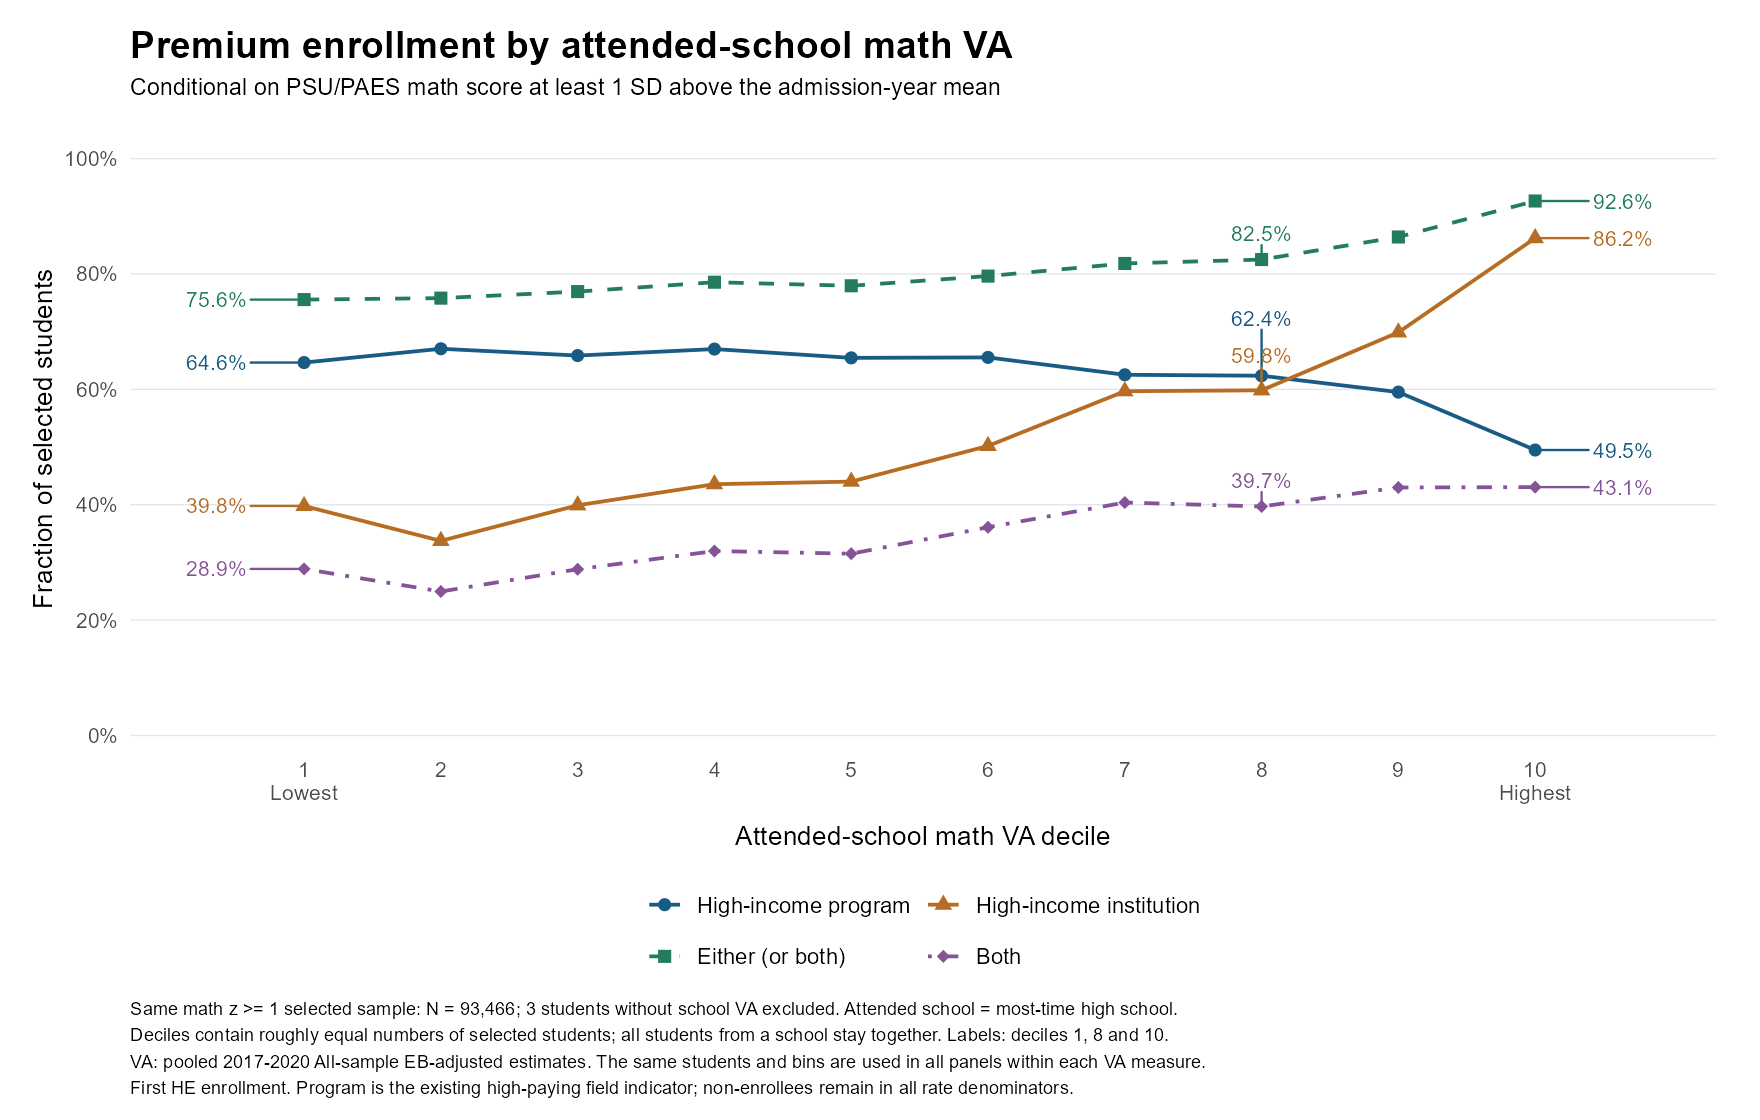 Premium enrollment by attended-school math VA
Conditional on PSU/PAES math score at least 1 SD above the admission-year mean
100%
80%
60%
40%
20%
0%
Fraction of selected students
75.6%
64.6%
39.8%
28.9%
82.5%
62.4%
59.8%
39.7%
92.6%
86.2%
49.5%
43.1%
1 2 3 4 5 6 7 8 9 10
Lowest Highest
Attended-school math VA decile
High-income program High-income institution
Either (or both) Both
Same math z >= 1 selected sample: N = 93,466; 3 students without school VA excluded. Attended school = most-time high school.
Deciles contain roughly equal numbers of selected students; all students from a school stay together. Labels: deciles 1, 8 and 10.
VA: pooled 2017-2020 All-sample EB-adjusted estimates. The same students and bins are used in all panels within each VA measure.
First HE enrollment. Program is the existing high-paying field indicator; non-enrollees remain in all rate denominators.